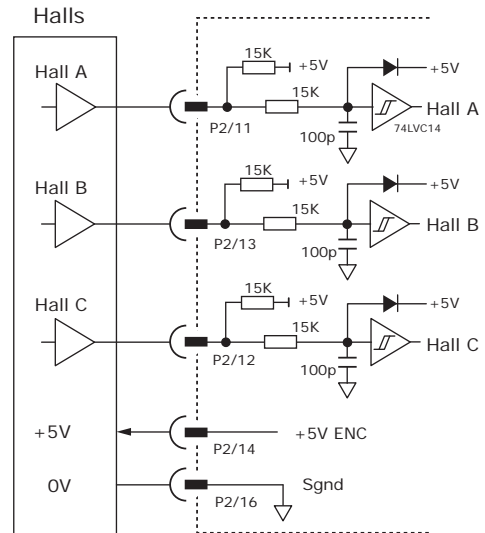 Halls
Hall A
15K
+5V
15K
+5V
P2/11
100p
74LVC14
Hall A
Hall B
15K
+5V
15K
+5V
P2/13
100p
Hall B
Hall C
15K
+5V
15K
+5V
P2/12
100p
Hall C
+5V
P2/14
+5V ENC
0V
P2/16
Sgnd